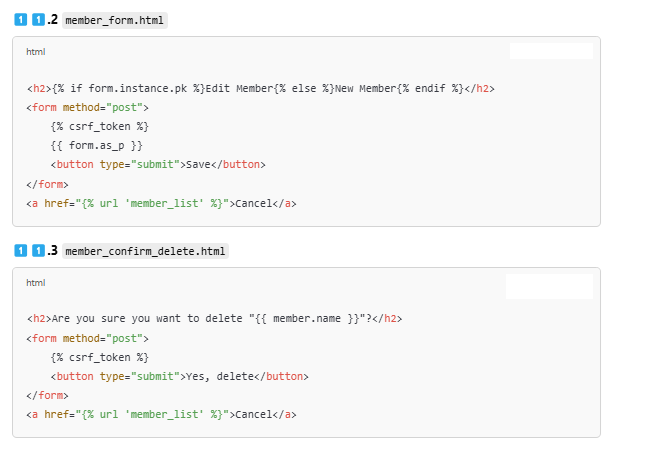 1️⃣ 1️⃣.2 member_form.html
html
<h2>{% if form.instance.pk %}Edit Member{% else %}New Member{% endif %}</h2>
<form method="post">
    {% csrf_token %}
    {{ form.as_p }}
    <button type="submit">Save</button>
</form>
<a href="{% url 'member_list' %}">Cancel</a>
1️⃣ 1️⃣.3 member_confirm_delete.html
html
<h2>Are you sure you want to delete "{{ member.name }}"?</h2>
<form method="post">
    {% csrf_token %}
    <button type="submit">Yes, delete</button>
</form>
<a href="{% url 'member_list' %}">Cancel</a>